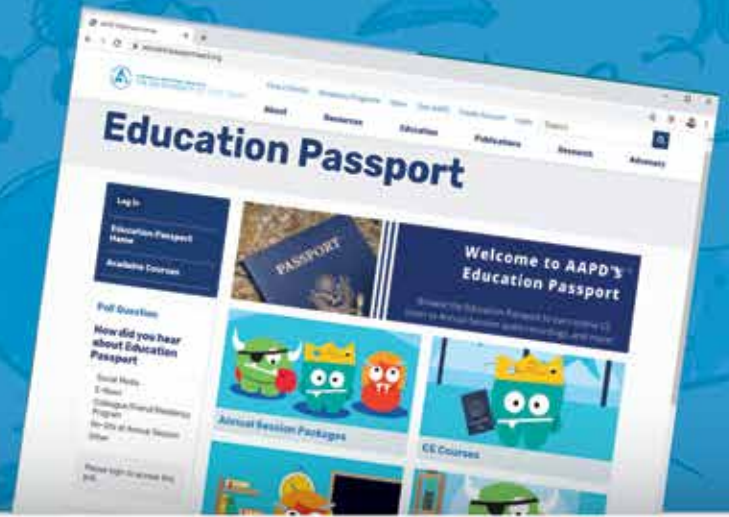 About
Resources
Education
Publications
Research
Advocacy
Search
Education Passport
Log In
Education Passport
Home
Available Courses
PASSPORT
Welcome to AAPD's
Education Passport
Poll Question
How did you hear
about Education
Passport
Social Media
E-News
Colleague/Friend/Residency
Program
On-Site at Annual Session
Other
Please login to access this
poll.
Annual Session Packages
CE Courses